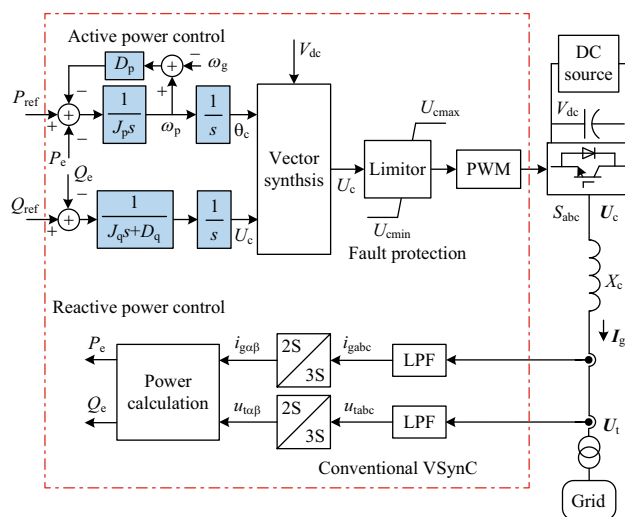 Active power control
D_p
ω_g
V_dc
DC
source
P_ref
1
J_p s
ω_p
1
s
θ_c
P_e
Q_e
Vector
synthsis
U_c
U_cmax
Limitor
U_cmin
PWM
V_dc
S_abc
U_c
Q_ref
1
J_q s+D_q
1
s
U_c
Fault protection
X_c
Reactive power control
I_g
P_e
Power
calculation
i_gαβ
2S
3S
i_gabc
LPF
Q_e
u_tαβ
2S
3S
u_tabc
LPF
U_t
Conventional VSynC
Grid